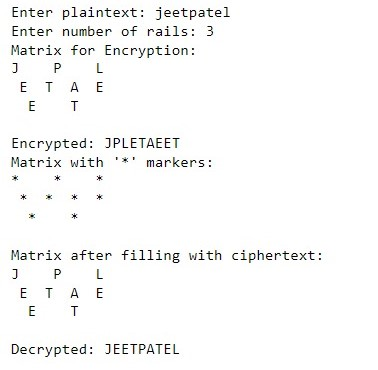 Enter plaintext: jeetpatel
Enter number of rails: 3
Matrix for Encryption:
J P L
E T A E
E T
Encrypted: JPLETAEET
Matrix with '*' markers:
* * *
* * * *
* *
Matrix after filling with ciphertext:
J P L
E T A E
E T
Decrypted: JEETPATEL